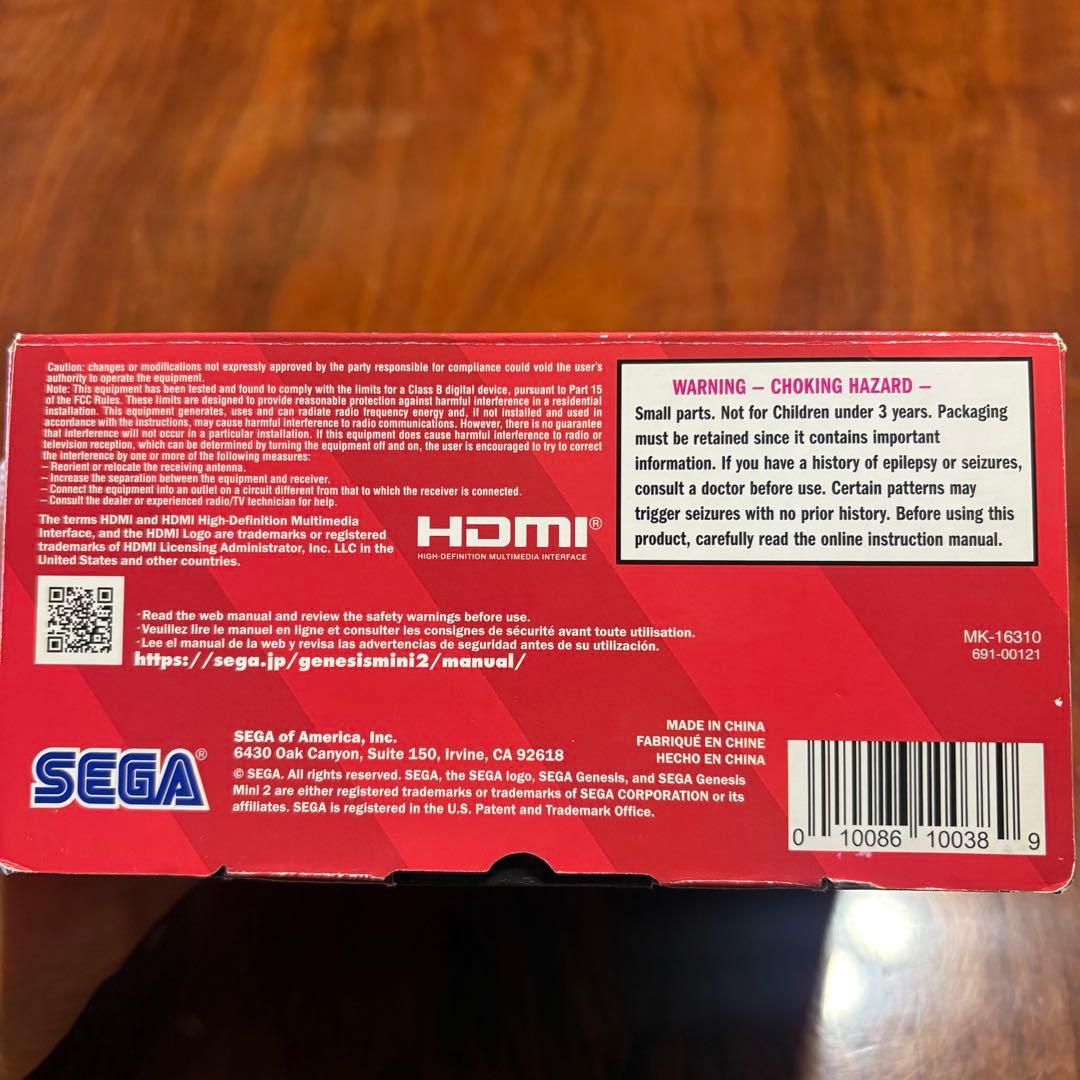 Caution: changes or modifications not expressly approved by the party responsible for compliance could void the user's
authority to operate the equipment.
Note: This equipment has been tested and found to comply with the limits for a Class B digital device, pursuant to Part 15
of the FCC Rules. These limits are designed to provide reasonable protection against harmful interference in a residential
installation. This equipment generates, uses and can radiate radio frequency energy and, if not installed and used in
accordance with the instructions, may cause harmful interference to radio communications. However, there is no guarantee
that interference will not occur in a particular installation. If this equipment does cause harmful interference to radio or
television reception, which can be determined by turning the equipment off and on, the user is encouraged to try to correct
the interference by one or more of the following measures:
– Reorient or relocate the receiving antenna.
– Increase the separation between the equipment and receiver.
– Connect the equipment into an outlet on a circuit different from that to which the receiver is connected.
– Consult the dealer or experienced radio/TV technician for help.
The terms HDMI and HDMI High-Definition Multimedia
Interface, and the HDMI Logo are trademarks or registered
trademarks of HDMI Licensing Administrator, Inc. LLC in the
United States and other countries.
HDMI®
HIGH-DEFINITION MULTIMEDIA INTERFACE
WARNING – CHOKING HAZARD –
Small parts. Not for Children under 3 years. Packaging
must be retained since it contains important
information. If you have a history of epilepsy or seizures,
consult a doctor before use. Certain patterns may
trigger seizures with no prior history. Before using this
product, carefully read the online instruction manual.
·Read the web manual and review the safety warnings before use.
·Veuillez lire le manuel en ligne et consulter les consignes de sécurité avant toute utilisation.
·Lee el manual de la web y revisa las advertencias de seguridad antes de su utilización.
https://sega.jp/genesismini2/manual/
MK-16310
691-00121
SEGA®
SEGA of America, Inc.
6430 Oak Canyon, Suite 150, Irvine, CA 92618
© SEGA. All rights reserved. SEGA, the SEGA logo, SEGA Genesis, and SEGA Genesis
Mini 2 are either registered trademarks or trademarks of SEGA CORPORATION or its
affiliates. SEGA is registered in the U.S. Patent and Trademark Office.
MADE IN CHINA
FABRIQUÉ EN CHINE
HECHO EN CHINA
0 10086 10038 9